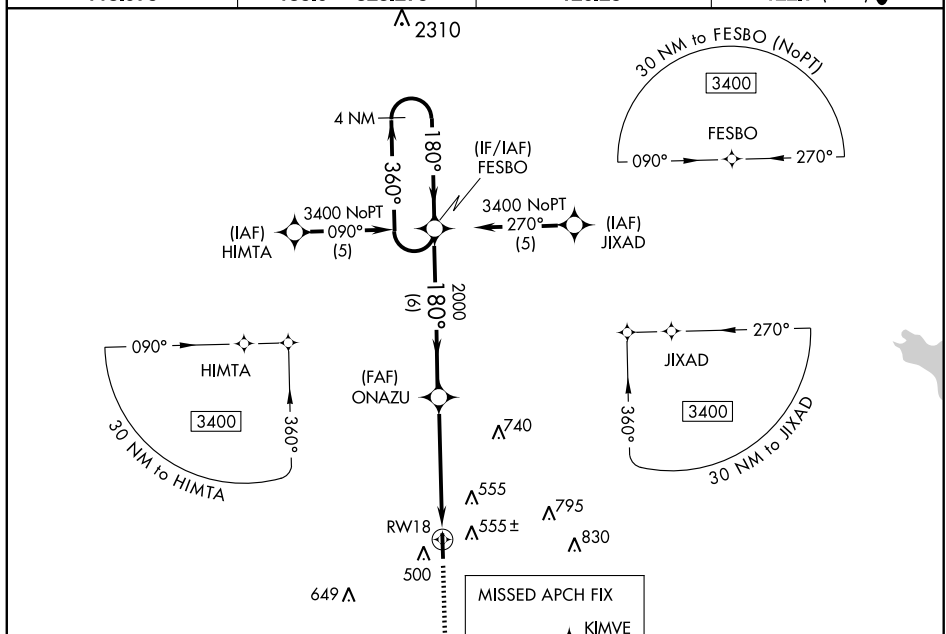 2310
30 NM to FESBO (NoPT)
3400
FESBO
090°
270°
4 NM
360°
180°
(IF/IAF)
FESBO
3400 NoPT
090°
(5)
(IAF)
HIMTA
3400 NoPT
270°
(5)
(IAF)
JIXAD
2000
180°
(6)
090°
HIMTA
3400
360°
30 NM to HIMTA
270°
JIXAD
3400
360°
30 NM to JIXAD
(FAF)
ONAZU
740
555
795
RW18
555±
830
500
649
MISSED APCH FIX
KIMVE